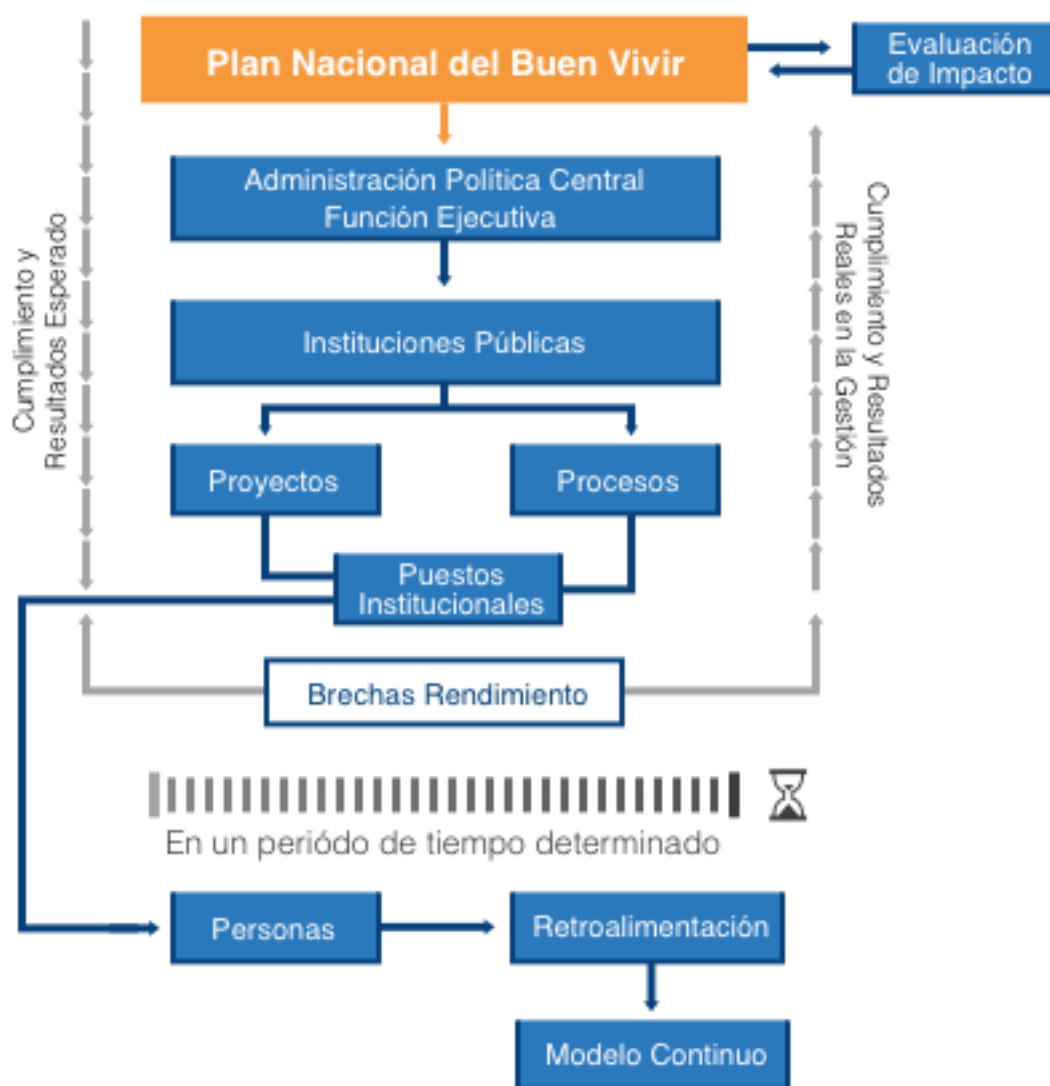 Plan Nacional del Buen Vivir
Evaluación
de Impacto
Administración Política Central
Función Ejecutiva
Cumplimiento y
Resultados Esperado
Cumplimiento y Resultados
Reales en la Gestión
Instituciones Públicas
Proyectos
Procesos
Puestos
Institucionales
Brechas Rendimiento
En un periódo de tiempo determinado
Personas
Retroalimentación
Modelo Continuo